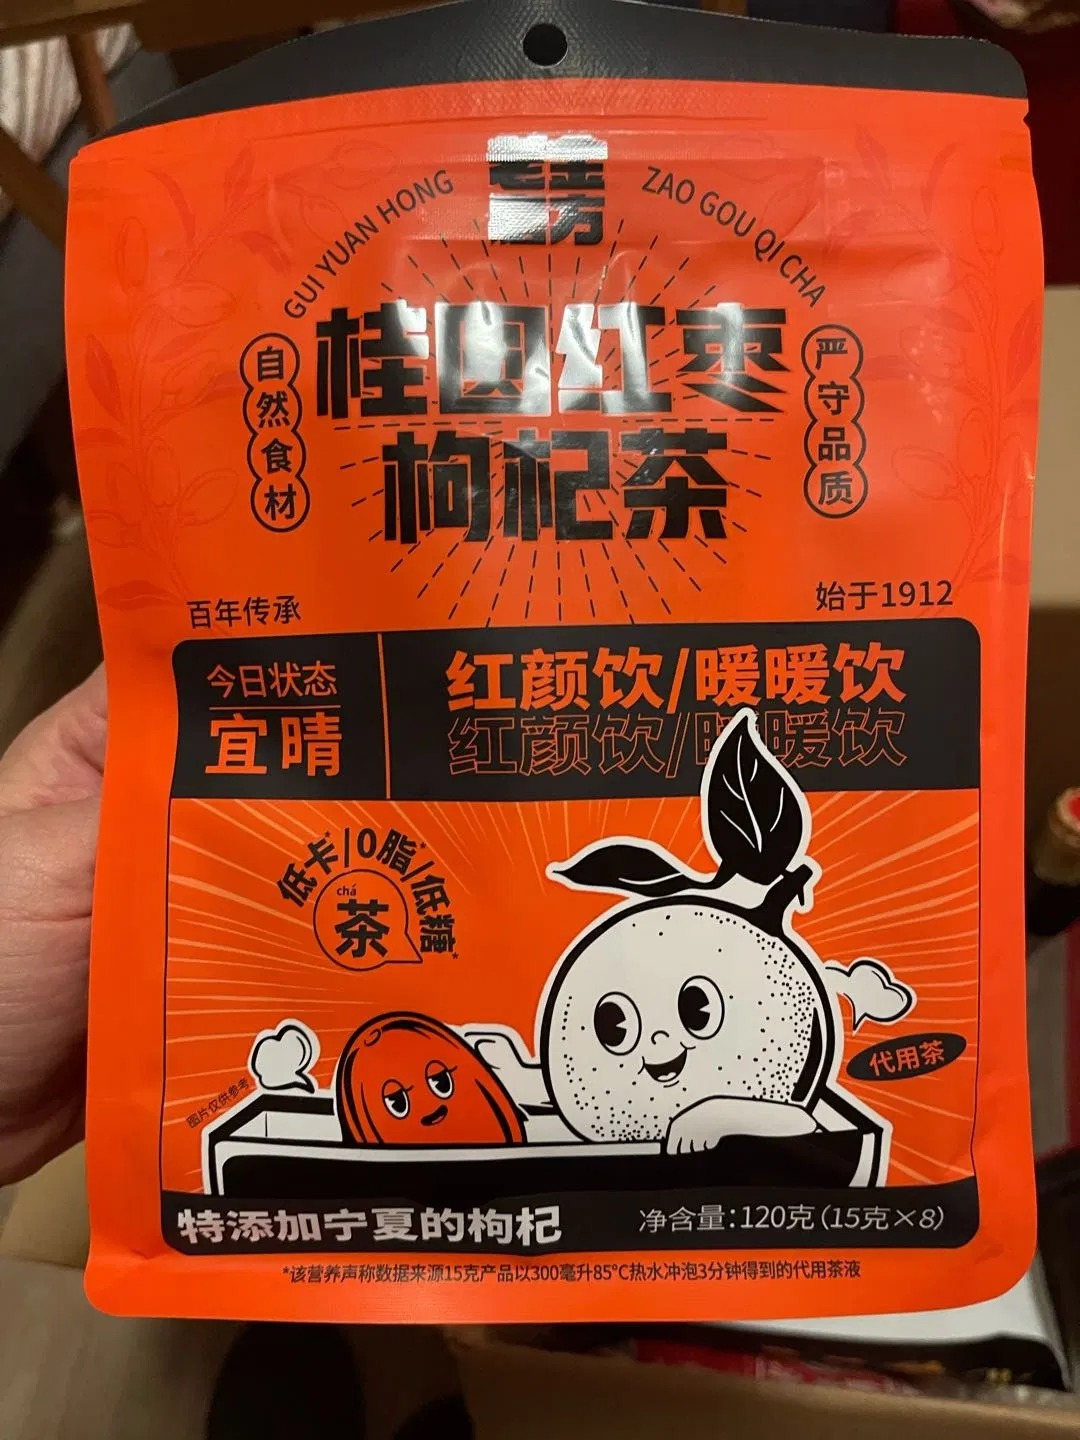 老金
磨方
GUI YUAN HONG ZAO GOU QI CHA
桂圆红枣
枸杞茶
自然食材
严守品质
百年传承
始于1912
今日状态
宜晴
红颜饮/暖暖饮
红颜饮/暖暖饮
低卡*/0脂*/低糖*
chá
茶
代用茶
图片仅供参考
特添加宁夏的枸杞
净含量:120克(15克×8)
*该营养声称数据来源15克产品以300毫升85°C热水冲泡3分钟得到的代用茶液